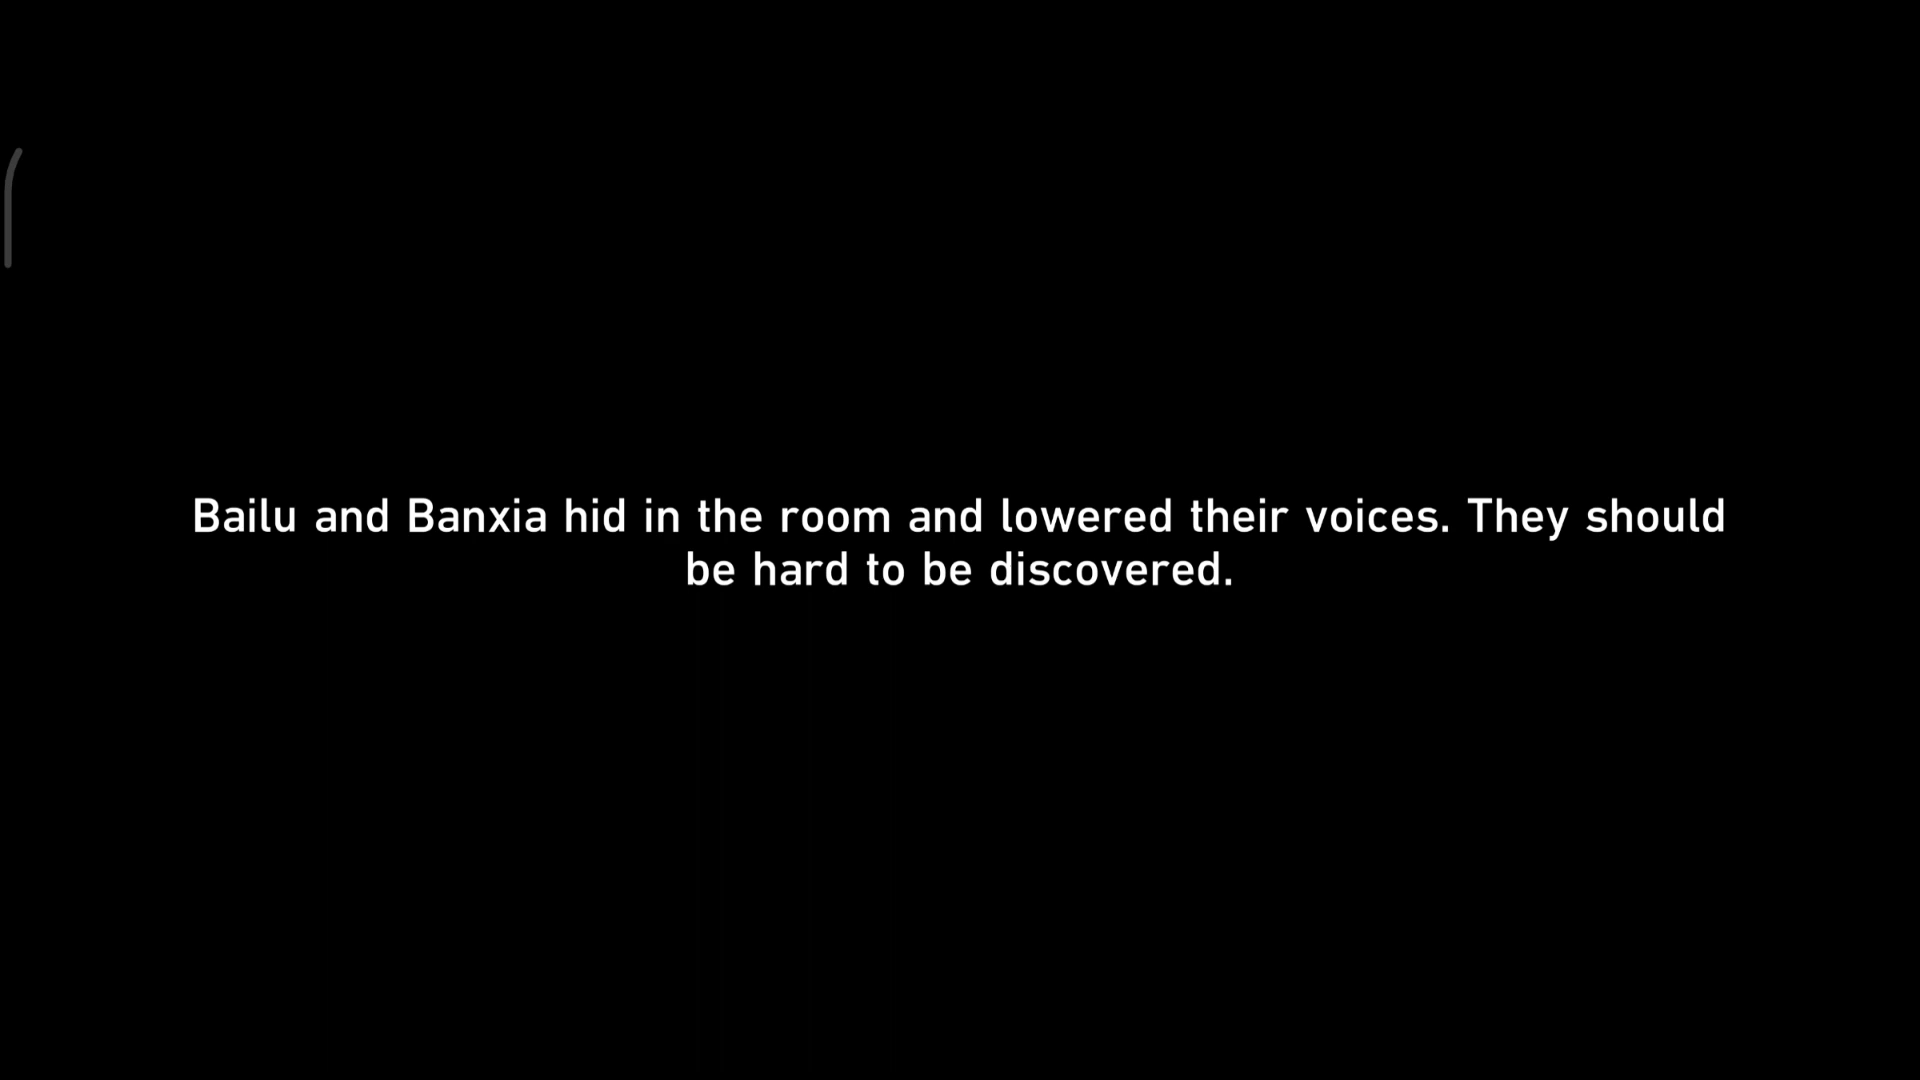 Bailu and Banxia hid in the room and lowered their voices. They should
be hard to be discovered.